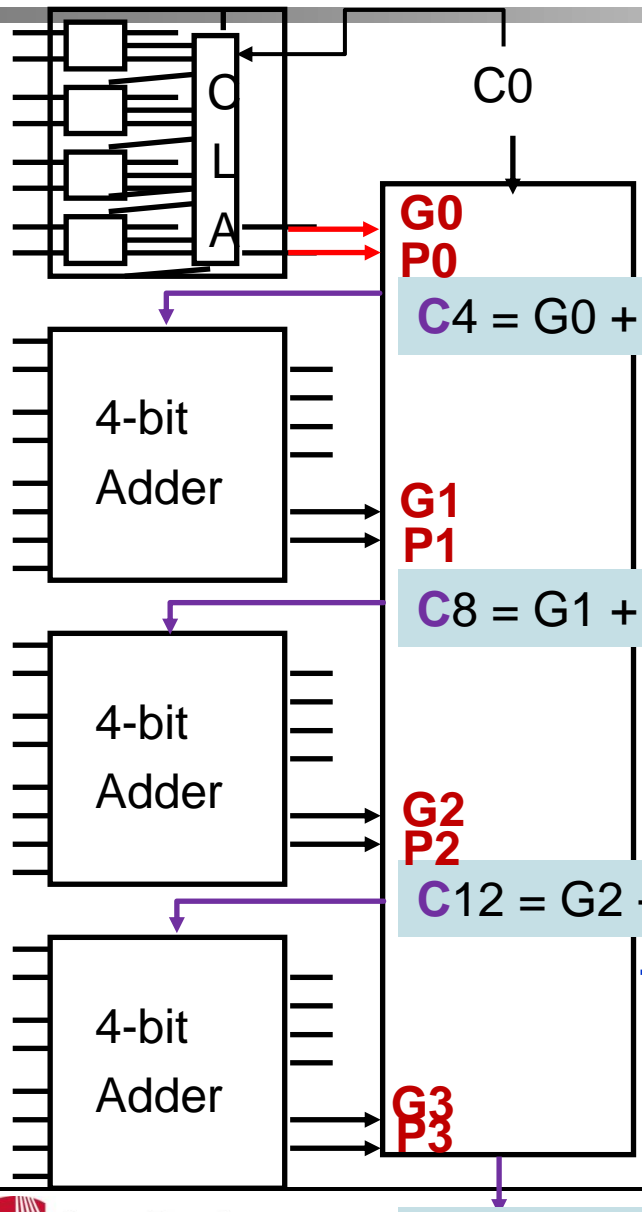 C0
C
L
A
G0
P0
C4 = G0 +
4-bit
Adder
G1
P1
C8 = G1 +
4-bit
Adder
G2
P2
C12 = G2
4-bit
Adder
G3
P3